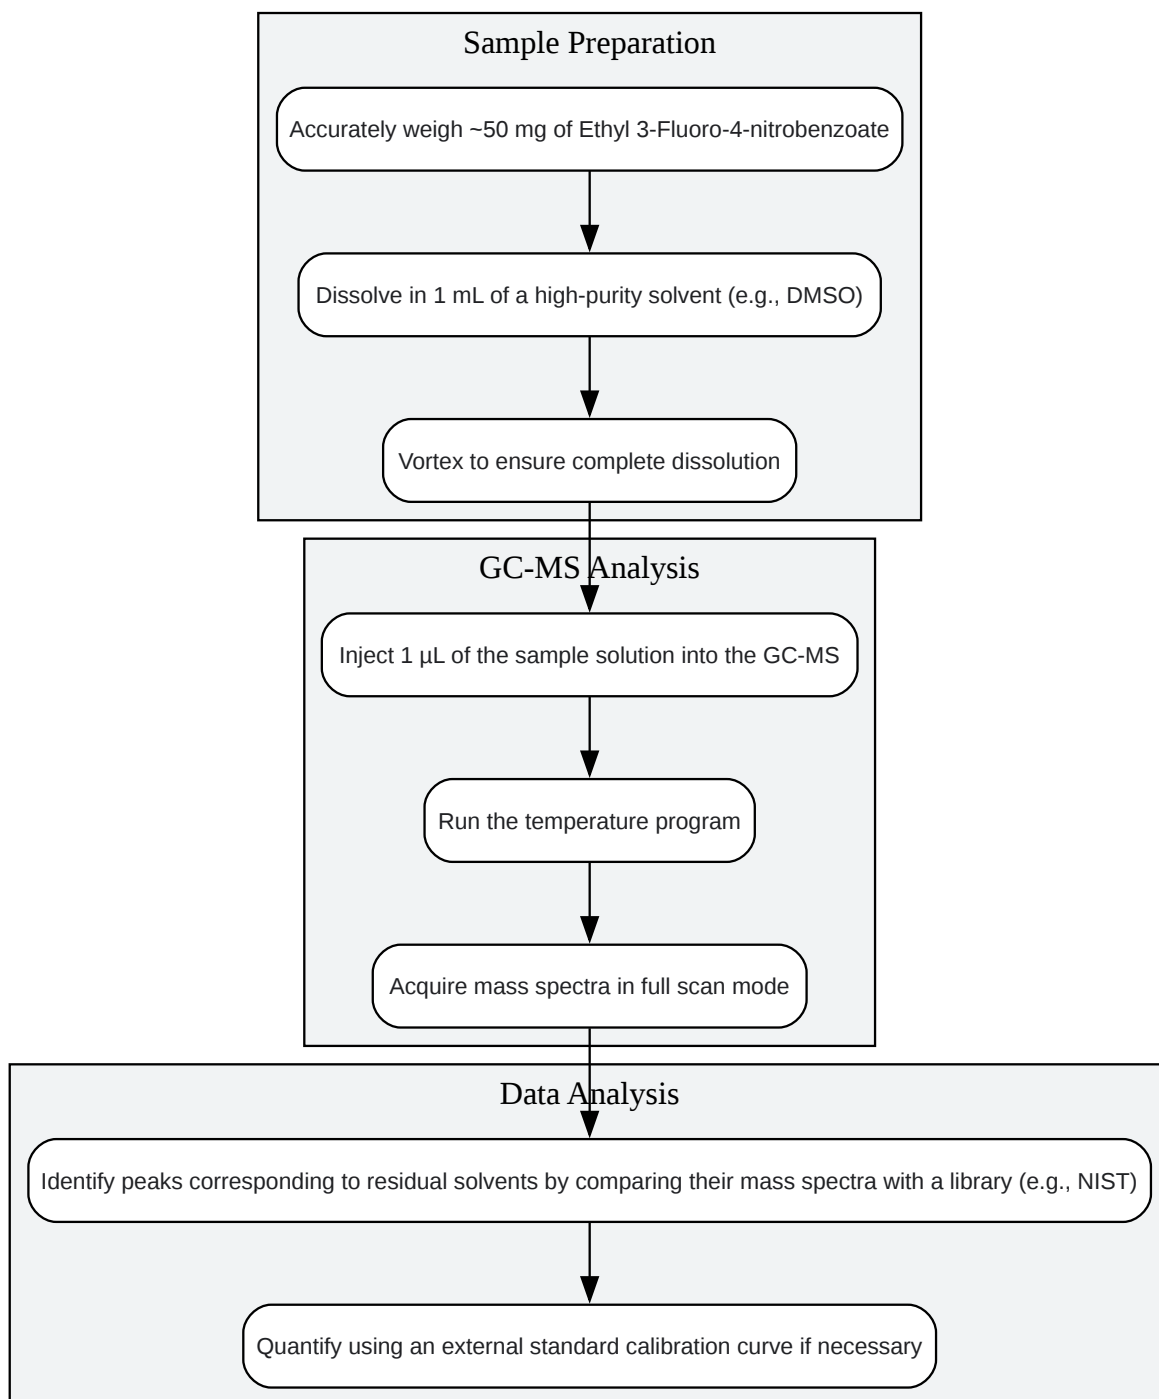 Sample Preparation
Accurately weigh ~50 mg of Ethyl 3-Fluoro-4-nitrobenzoate
Dissolve in 1 mL of a high-purity solvent (e.g., DMSO)
Vortex to ensure complete dissolution
GC-MS Analysis
Inject 1 µL of the sample solution into the GC-MS
Run the temperature program
Acquire mass spectra in full scan mode
Data Analysis
Identify peaks corresponding to residual solvents by comparing their mass spectra with a library (e.g., NIST)
Quantify using an external standard calibration curve if necessary